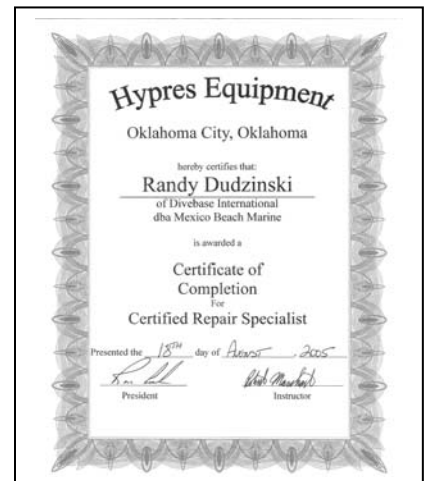 Hypres Equipment
Oklahoma City, Oklahoma
hereby certifies that:
Randy Dudzinski
of Divebase International
dba Mexico Beach Marine
is awarded a
Certificate of
Completion
For
Certified Repair Specialist
Presented the 18TH day of August, 2005
President Instructor